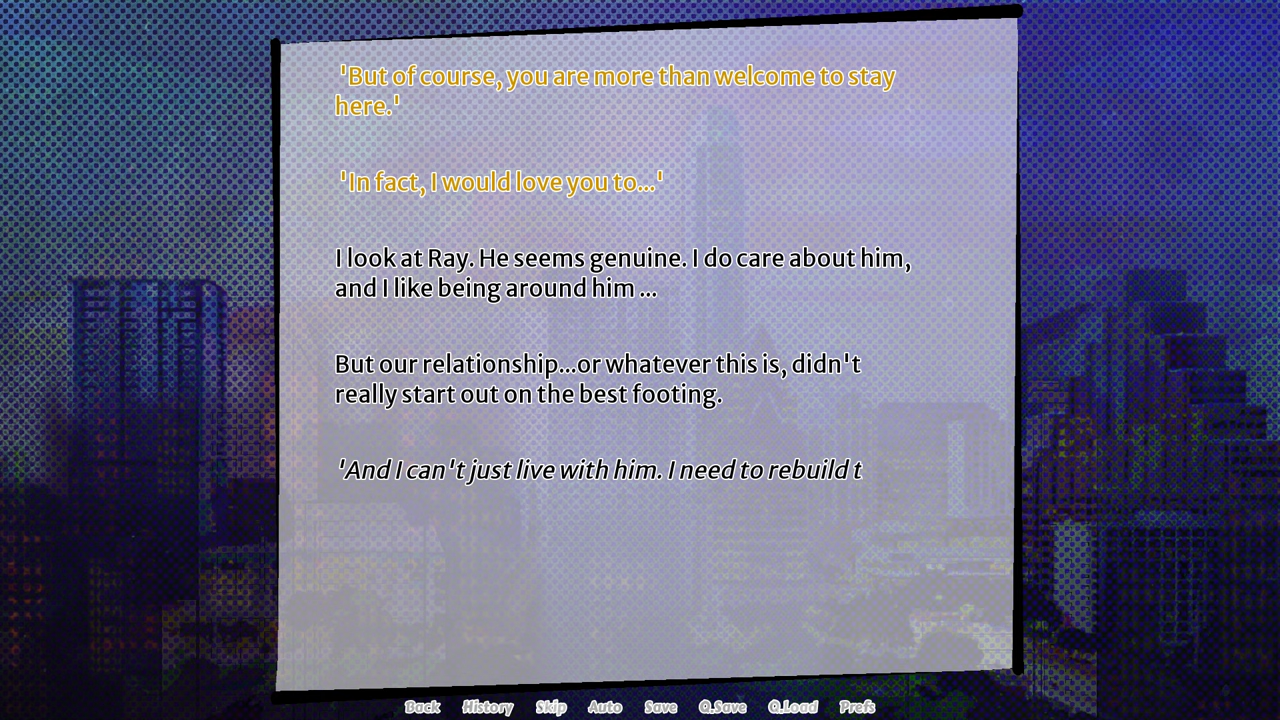 'But of course, you are more than welcome to stay
here.'
'In fact, I would love you to...'
I look at Ray. He seems genuine. I do care about him,
and I like being around him ...
But our relationship...or whatever this is, didn't
really start out on the best footing.
'And I can't just live with him. I need to rebuild t
Back History Skip Auto Save Q.Save Q.Load Prefs